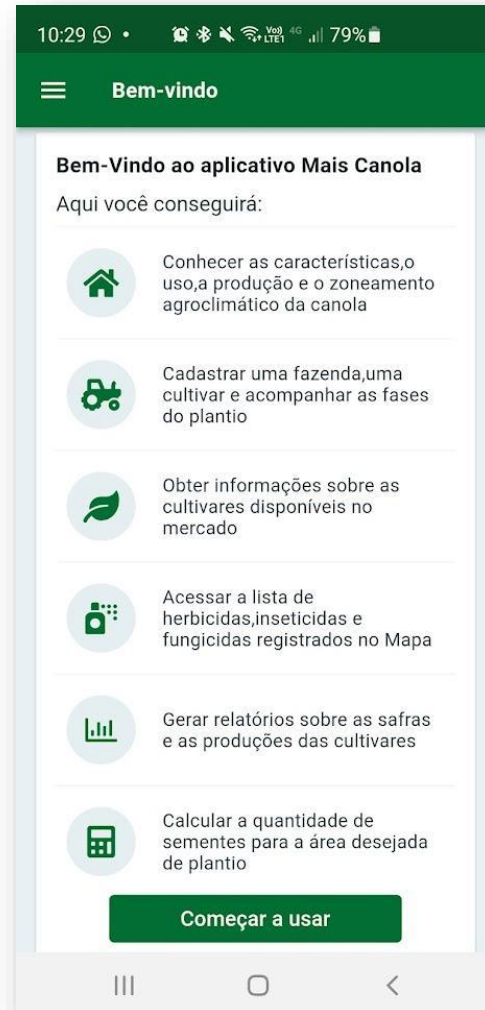 10:29
Vo)) 4G 79%
LTE1
Bem-vindo
Bem-Vindo ao aplicativo Mais Canola
Aqui você conseguirá:
Conhecer as características,o
uso,a produção e o zoneamento
agroclimático da canola
Cadastrar uma fazenda,uma
cultivar e acompanhar as fases
do plantio
Obter informações sobre as
cultivares disponíveis no
mercado
Acessar a lista de
herbicidas,inseticidas e
fungicidas registrados no Mapa
Gerar relatórios sobre as safras
e as produções das cultivares
Calcular a quantidade de
sementes para a área desejada
de plantio
Começar a usar